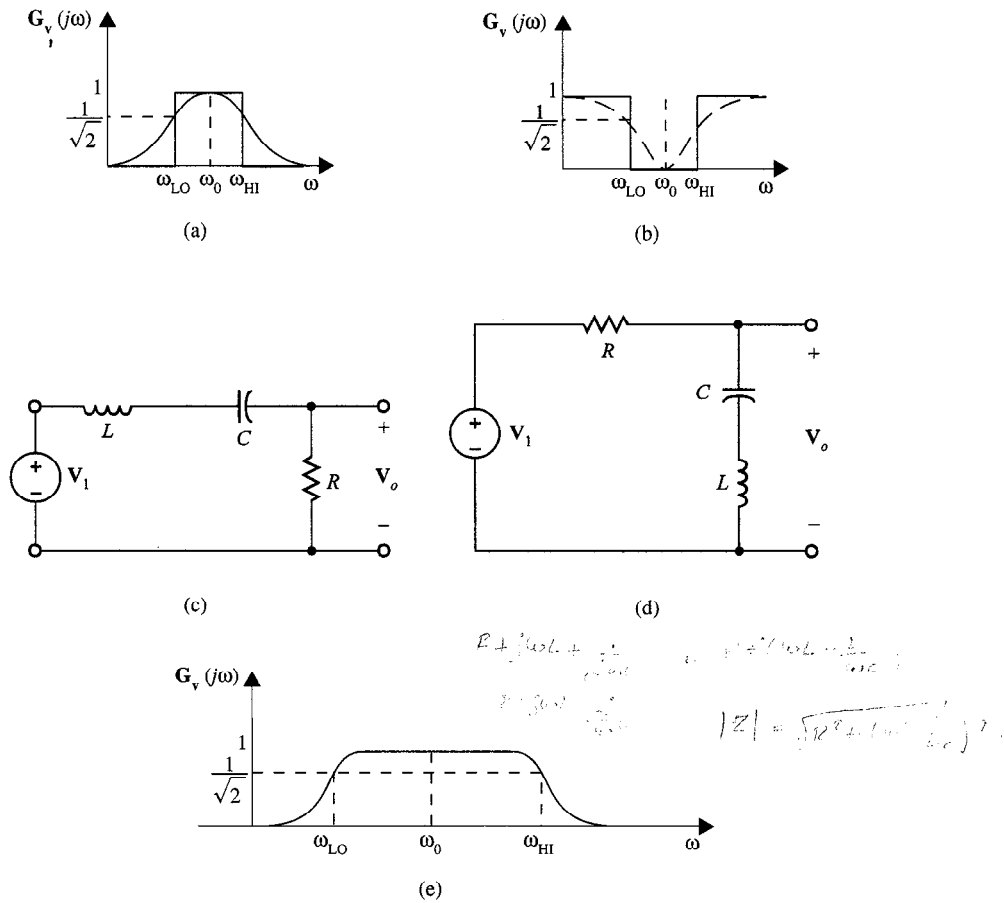 G_v (jω)
1
1/√2
ω_LO ω_0 ω_HI ω
(a)
G_v (jω)
1
1/√2
ω_LO ω_0 ω_HI ω
(b)
L
C
+
−
V_1
R
+
V_o
−
(c)
R
+
−
V_1
C
L
+
V_o
−
(d)
|Z| =
G_v (jω)
1
1/√2
ω_LO ω_0 ω_HI ω
(e)